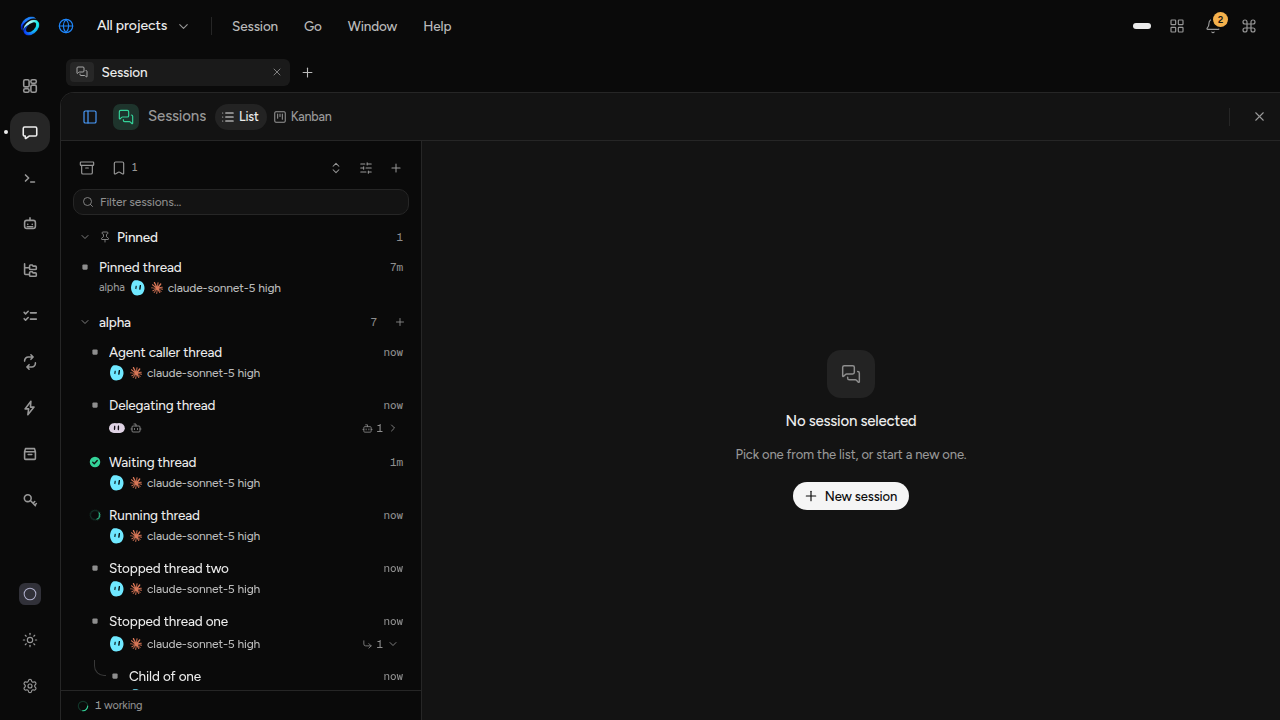 All projects Session Go Window Help 2
Session
Sessions List Kanban
1
Filter sessions...
Pinned 1
Pinned thread 7m
alpha claude-sonnet-5 high
alpha 7
Agent caller thread now
claude-sonnet-5 high
Delegating thread now
1
Waiting thread 1m
claude-sonnet-5 high
Running thread now
claude-sonnet-5 high
Stopped thread two now
claude-sonnet-5 high
Stopped thread one now
claude-sonnet-5 high 1
Child of one now
1 working
No session selected
Pick one from the list, or start a new one.
New session